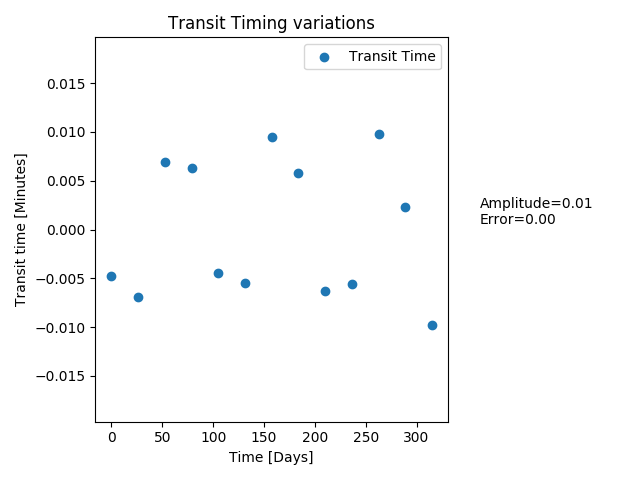 Transit Timing variations
Transit Time
0.015
0.010
0.005
0.000
−0.005
−0.010
−0.015
Transit time [Minutes]
Amplitude=0.01
Error=0.00
0 50 100 150 200 250 300
Time [Days]